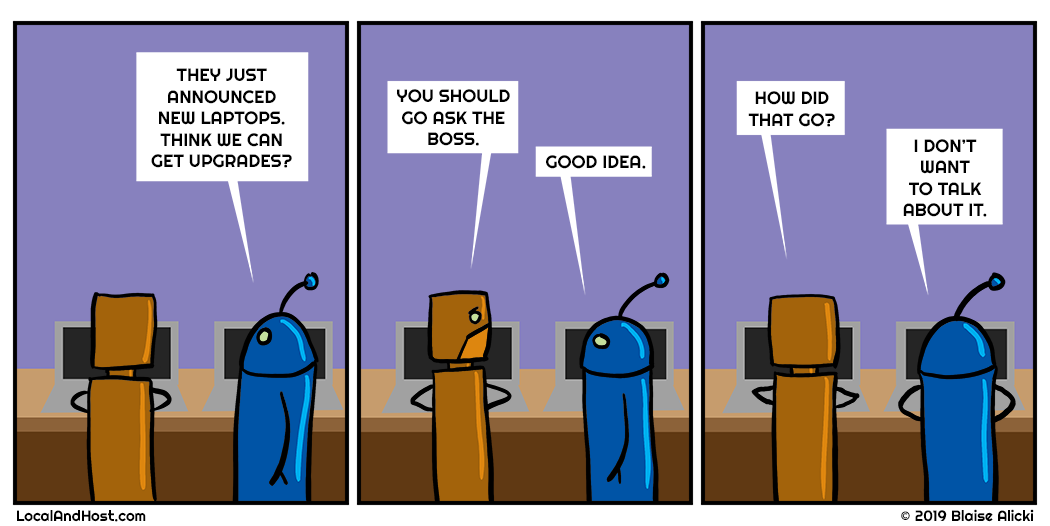 THEY JUST
ANNOUNCED
NEW LAPTOPS.
THINK WE CAN
GET UPGRADES?
YOU SHOULD
GO ASK THE
BOSS.
GOOD IDEA.
HOW DID
THAT GO?
I DON'T
WANT
TO TALK
ABOUT IT.
LocalAndHost.com
© 2019 Blaise Alicki